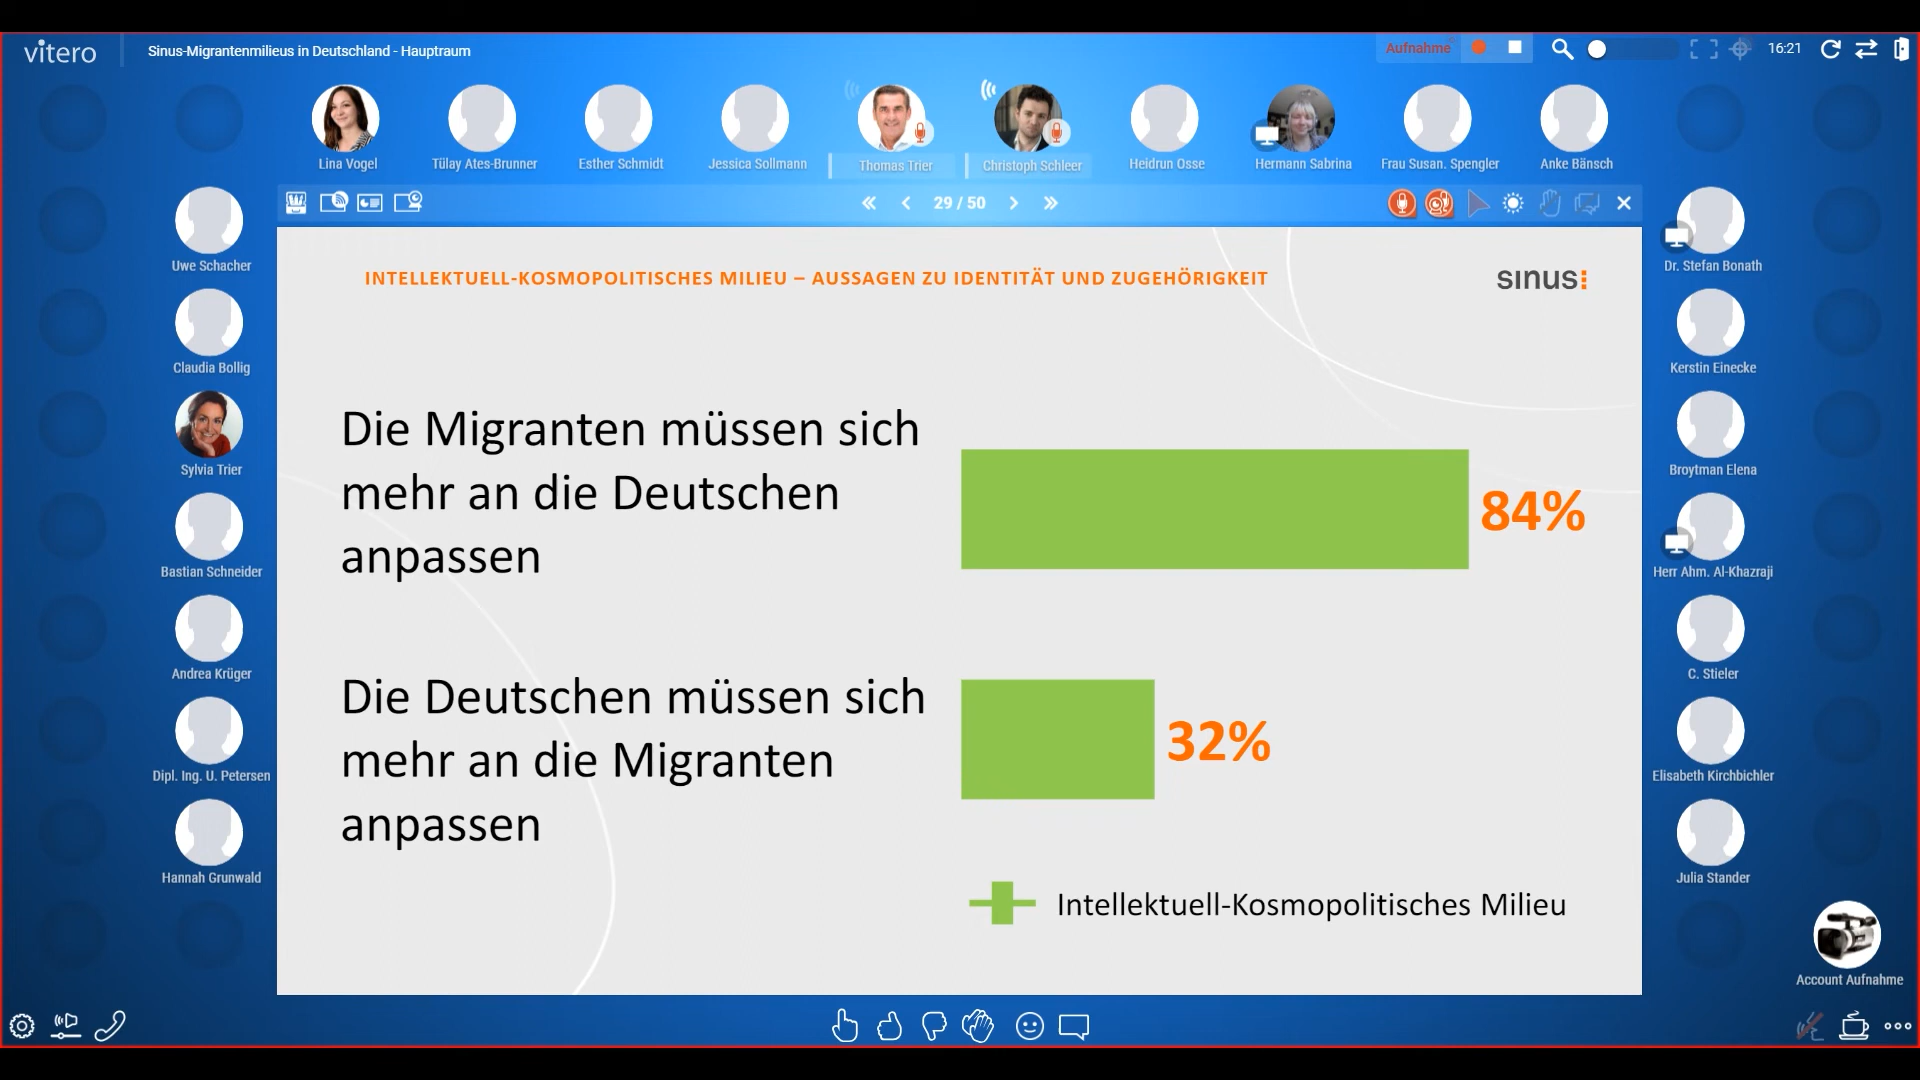 vitero
Sinus-Migrantenmilieus in Deutschland - Hauptraum
Aufnahme
16:21
Lina Vogel
Tülay Ates-Brunner
Esther Schmidt
Jessica Sollmann
Thomas Trier
Christoph Schleer
Heidrun Osse
Hermann Sabrina
Frau Susan. Spengler
Anke Bänsch
29 / 50
Uwe Schacher
Claudia Bollig
Sylvia Trier
Bastian Schneider
Andrea Krüger
Dipl. Ing. U. Petersen
Hannah Grunwald
INTELLEKTUELL-KOSMOPOLITISCHES MILIEU – AUSSAGEN ZU IDENTITÄT UND ZUGEHÖRIGKEIT
sınus:
Die Migranten müssen sich
mehr an die Deutschen
anpassen
84%
Die Deutschen müssen sich
mehr an die Migranten
anpassen
32%
Intellektuell-Kosmopolitisches Milieu
Dr. Stefan Bonath
Kerstin Einecke
Broytman Elena
Herr Ahm. Al-Khazraji
C. Stieler
Elisabeth Kirchbichler
Julia Stander
Account Aufnahme